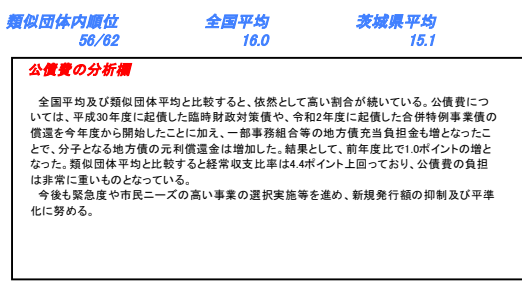 類似団体内順位 全国平均 茨城県平均
56/62 16.0 15.1
公債費の分析欄
全国平均及び類似団体平均と比較すると、依然として高い割合が続いている。公債費につ
いては、平成30年度に起債した臨時財政対策債や、令和2年度に起債した合併特例事業債の
償還を今年度から開始したことに加え、一部事務組合等の地方債充当負担金も増となったこ
とで、分子となる地方債の元利償還金は増加した。結果として、前年度比で1.0ポイントの増と
なった。類似団体平均と比較すると経常収支比率は4.4ポイント上回っており、公債費の負担
は非常に重いものとなっている。
今後も緊急度や市民ニーズの高い事業の選択実施等を進め、新規発行額の抑制及び平準
化に努める。